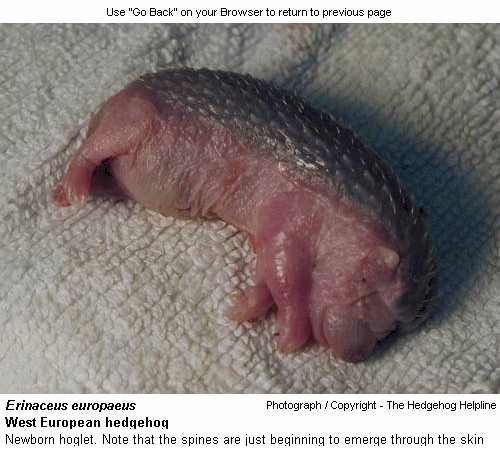 Use "Go Back" on your Browser to return to previous page
Erinaceus europaeus
Photograph / Copyright - The Hedgehog Helpline
West European hedgehog
Newborn hoglet. Note that the spines are just beginning to emerge through the skin